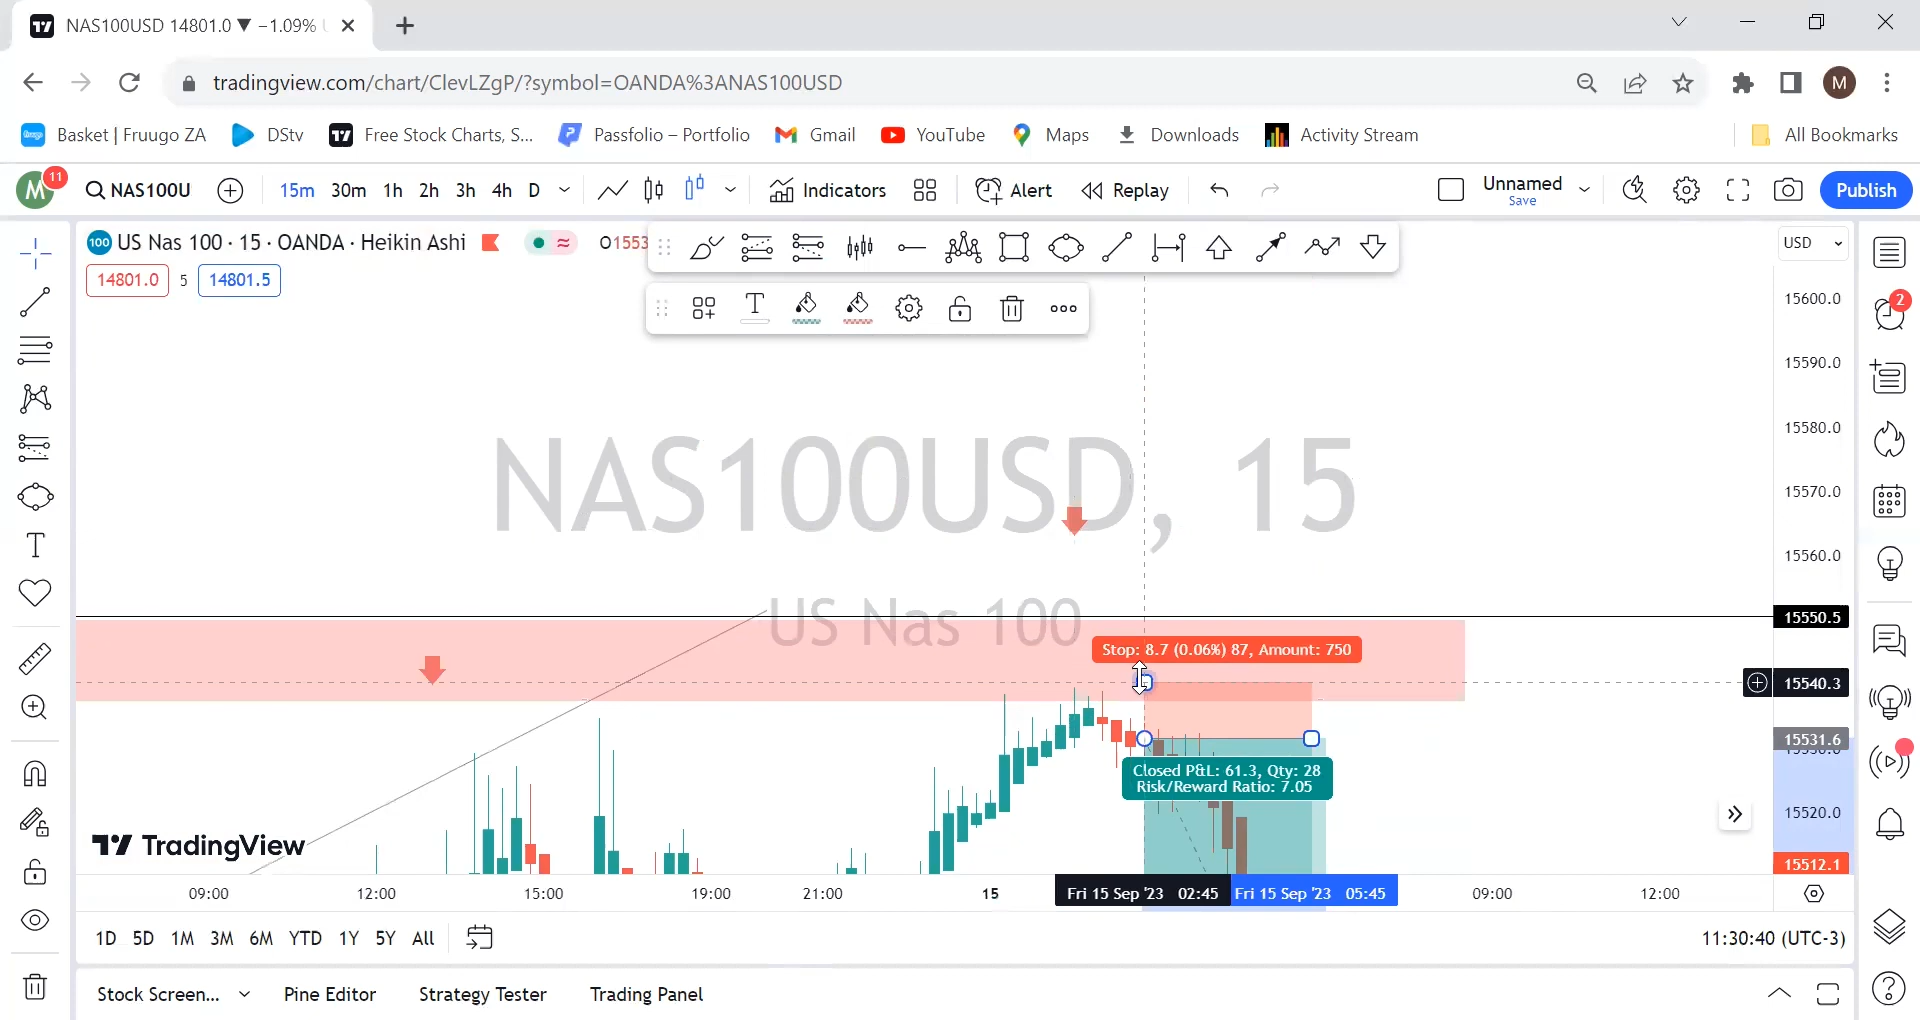 NAS100USD 14801.0 ▼ −1.09%
tradingview.com/chart/ClevLZgP/?symbol=OANDA%3ANAS100USD
M
Basket | Fruugo ZA
DStv
Free Stock Charts, S...
Passfolio – Portfolio
Gmail
YouTube
Maps
Downloads
Activity Stream
All Bookmarks
M
11
NAS100U
15m 30m 1h 2h 3h 4h D
Indicators
Alert
Replay
Unnamed
Save
Publish
100
US Nas 100 · 15 · OANDA · Heikin Ashi
O1553
USD
14801.0 5 14801.5
T
2
15600.0
15590.0
15580.0
15570.0
15560.0
NAS100USD, 15
US Nas 100
15550.5
Stop: 8.7 (0.06%) 87, Amount: 750
15540.3
15531.6
Closed P&L: 61.3, Qty: 28
Risk/Reward Ratio: 7.05
15520.0
15512.1
TradingView
09:00 12:00 15:00 19:00 21:00 15 Fri 15 Sep '23 02:45 Fri 15 Sep '23 05:45 09:00 12:00
1D 5D 1M 3M 6M YTD 1Y 5Y All
11:30:40 (UTC-3)
Stock Screen...
Pine Editor
Strategy Tester
Trading Panel